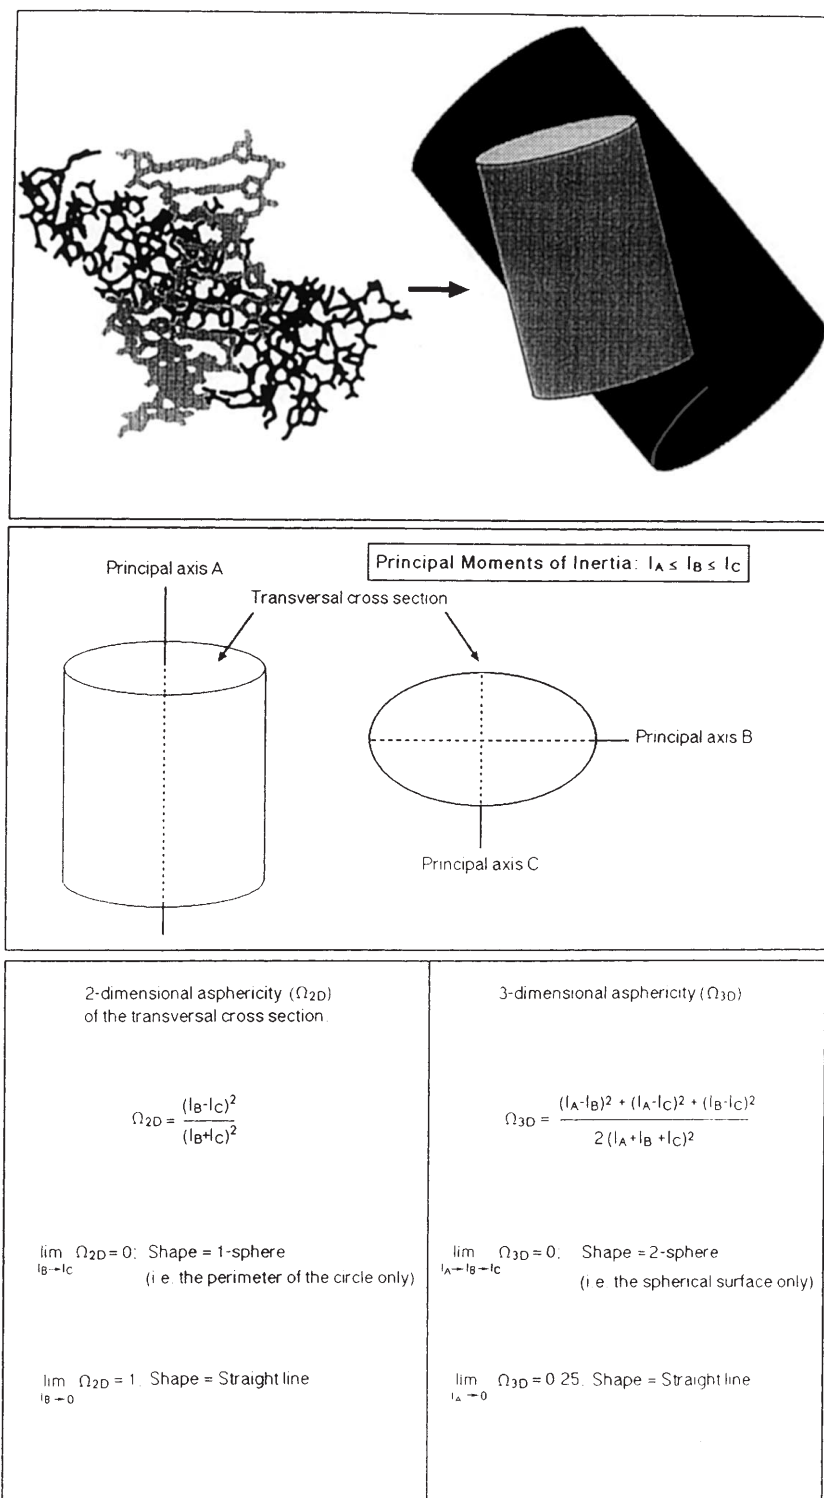 Principal axis A
Principal Moments of Inertia: IA ≤ IB ≤ IC
Transversal cross section
Principal axis B
Principal axis C
2-dimensional asphericity (Ω2D)
of the transversal cross section.
Ω2D = (IB-IC)² / (IB+IC)²
lim IB→IC Ω2D = 0: Shape = 1-sphere
(i e. the perimeter of the circle only)
lim IB→0 Ω2D = 1. Shape = Straight line
3-dimensional asphericity (Ω3D)
Ω3D = (IA-IB)² + (IA-IC)² + (IB-IC)² / 2 (IA+IB+IC)²
lim IA→IB→IC Ω3D = 0: Shape = 2-sphere
(i e. the spherical surface only)
lim IA→0 Ω3D = 0 25. Shape = Straight line